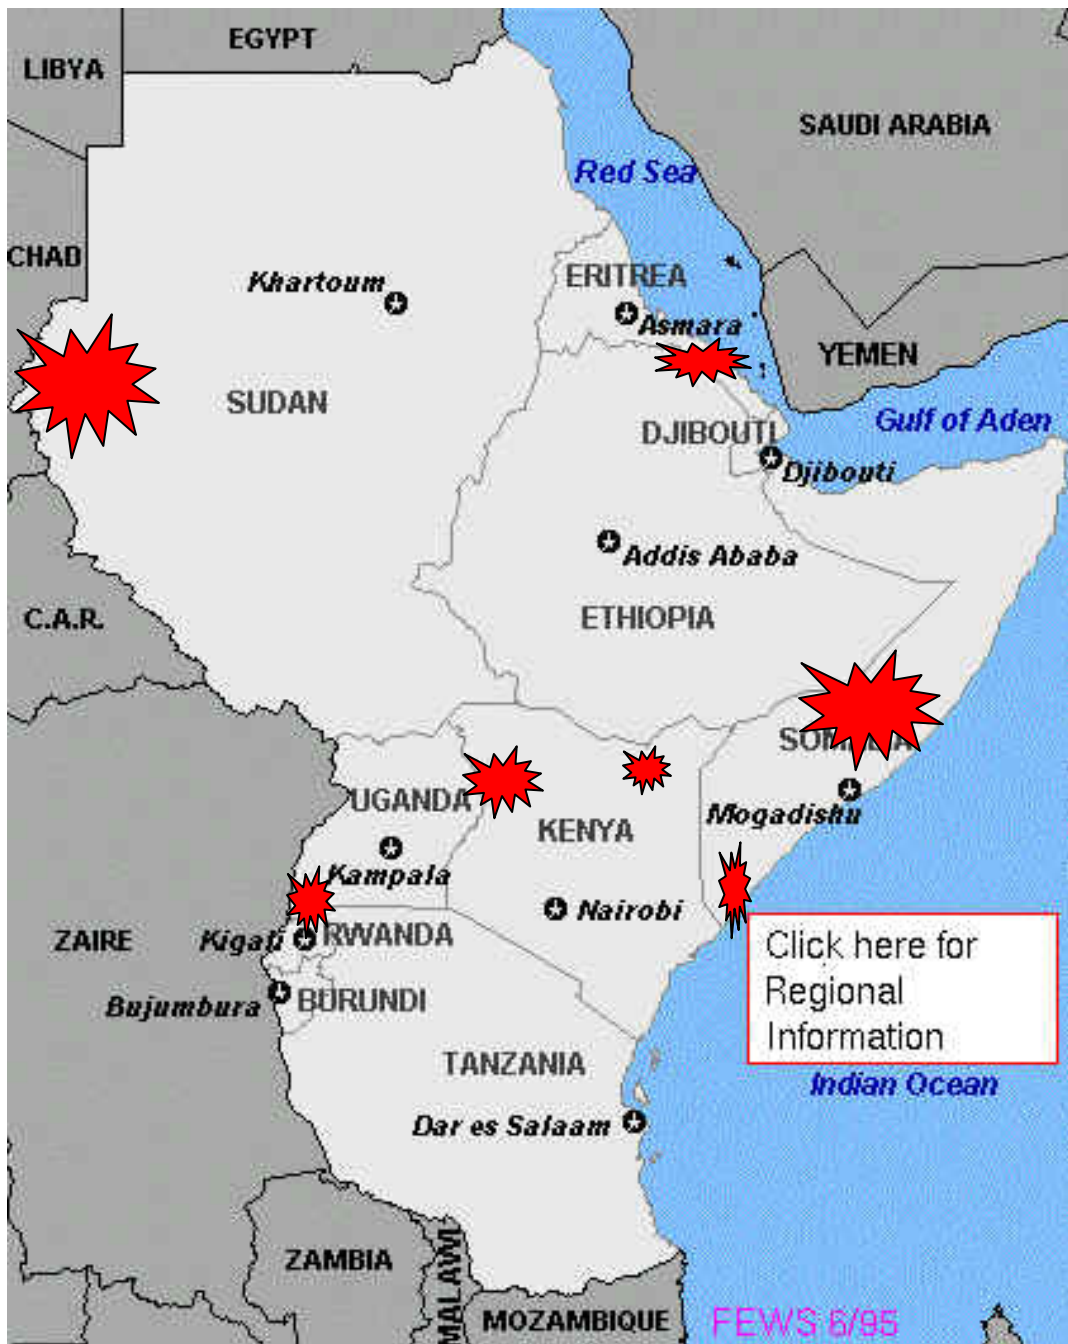 EGYPT
LIBYA
SAUDI ARABIA
Red Sea
CHAD
Khartoum
ERITREA
Asmara
YEMEN
SUDAN
Gulf of Aden
DJIBOUTI
Djibouti
Addis Ababa
C.A.R.
ETHIOPIA
UGANDA
Mogadishu
KENYA
Kampala
Nairobi
ZAIRE
Kigali
RWANDA
Click here for
Regional
Information
Bujumbura
BURUNDI
TANZANIA
Indian Ocean
Dar es Salaam
ZAMBIA
MALAWI
MOZAMBIQUE
FEWS 6/95